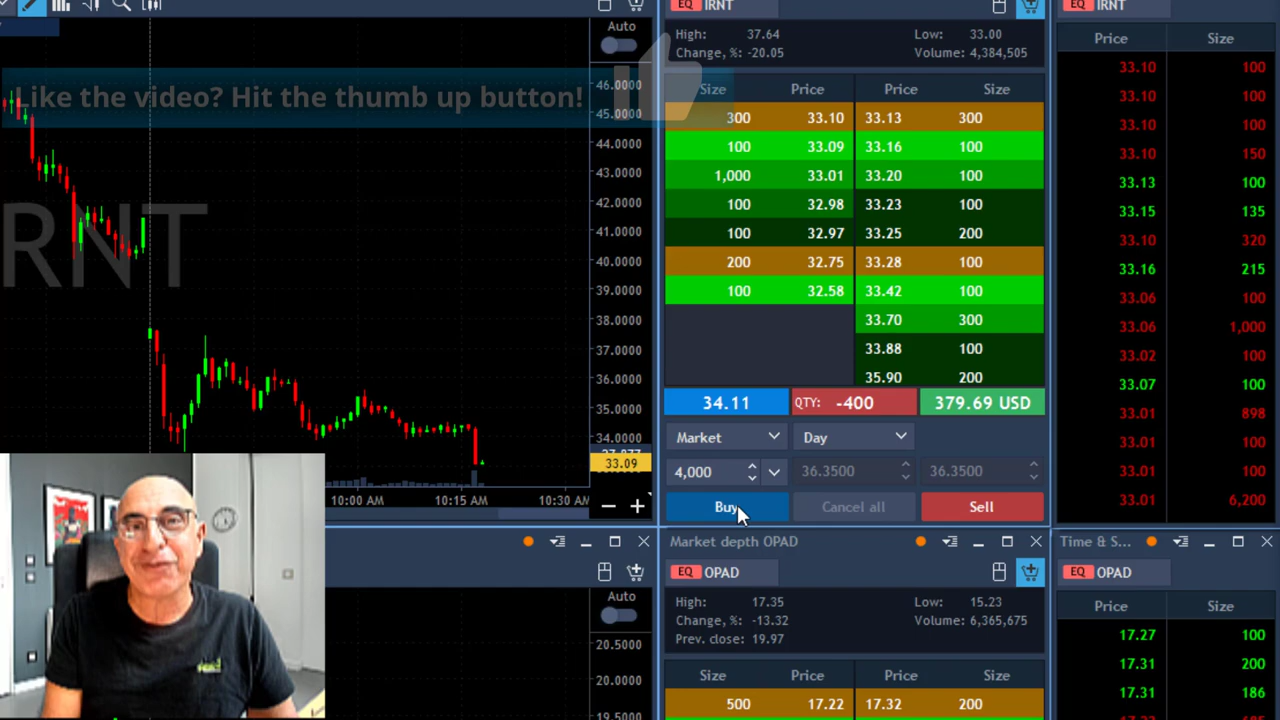 IRNT
IRNT
Auto
High: 37.64 Low: 33.00
Change, %: -20.05 Volume: 4,384,505
Price Size
Like the video? Hit the thumb up button!
46.0000
45.0000
44.0000
43.0000
42.0000
41.0000
40.0000
39.0000
38.0000
37.0000
36.0000
35.0000
34.0000
33.09
RNT
10:00 AM 10:15 AM 10:30 AM
Size Price Price Size
300 33.10 33.13 300
100 33.09 33.16 100
1,000 33.01 33.20 100
100 32.98 33.23 100
100 32.97 33.25 200
200 32.75 33.28 100
100 32.58 33.42 100
33.70 300
33.88 100
35.90 200
34.11 QTY: -400 379.69 USD
Market Day
4,000 36.3500 36.3500
Buy Cancel all Sell
33.10 100
33.10 100
33.10 100
33.10 150
33.13 100
33.15 135
33.10 320
33.16 215
33.06 100
33.06 1,000
33.02 100
33.07 100
33.01 898
33.01 100
33.01 100
33.01 6,200
Market depth OPAD
Time & S...
EQ OPAD
EQ OPAD
Auto
20.5000
20.0000
19.5000
High: 17.35 Low: 15.23
Change, %: -13.32 Volume: 6,365,675
Prev. close: 19.97
Size Price Price Size
500 17.22 17.32 200
Price Size
17.27 100
17.31 200
17.31 186